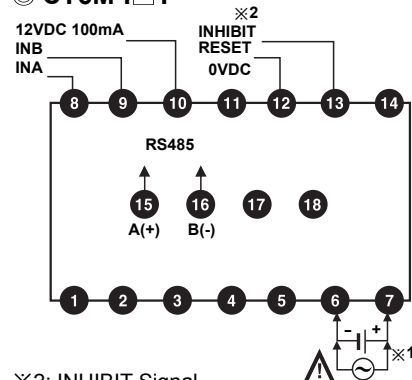 ※2
12VDC 100mA
INHIBIT
INB
RESET
INA
0VDC
8 9 10 11 12 13 14
RS485
15 16 17 18
A(+) B(-)
1 2 3 4 5 6 7
- +
※1
!
※2: INHIBIT Signal